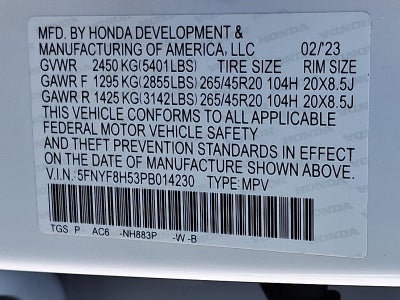 MFD. BY HONDA DEVELOPMENT &
MANUFACTURING OF AMERICA, LLC 02/'23
GVWR 2450 KG(5401LBS) TIRE SIZE RIM SIZE
GAWR F 1295 KG(2855LBS) 265/45R20 104H 20X8.5J
GAWR R 1425 KG(3142LBS) 265/45R20 104H 20X8.5J
THIS VEHICLE CONFORMS TO ALL APPLICABLE
FEDERAL MOTOR VEHICLE SAFETY
AND THEFT PREVENTION STANDARDS IN EFFECT
ON THE DATE OF MANUFACTURE SHOWN ABOVE.
V.I.N.:5FNYF8H53PB014230 TYPE: MPV
TGS P AC6 -NH883P -W -B